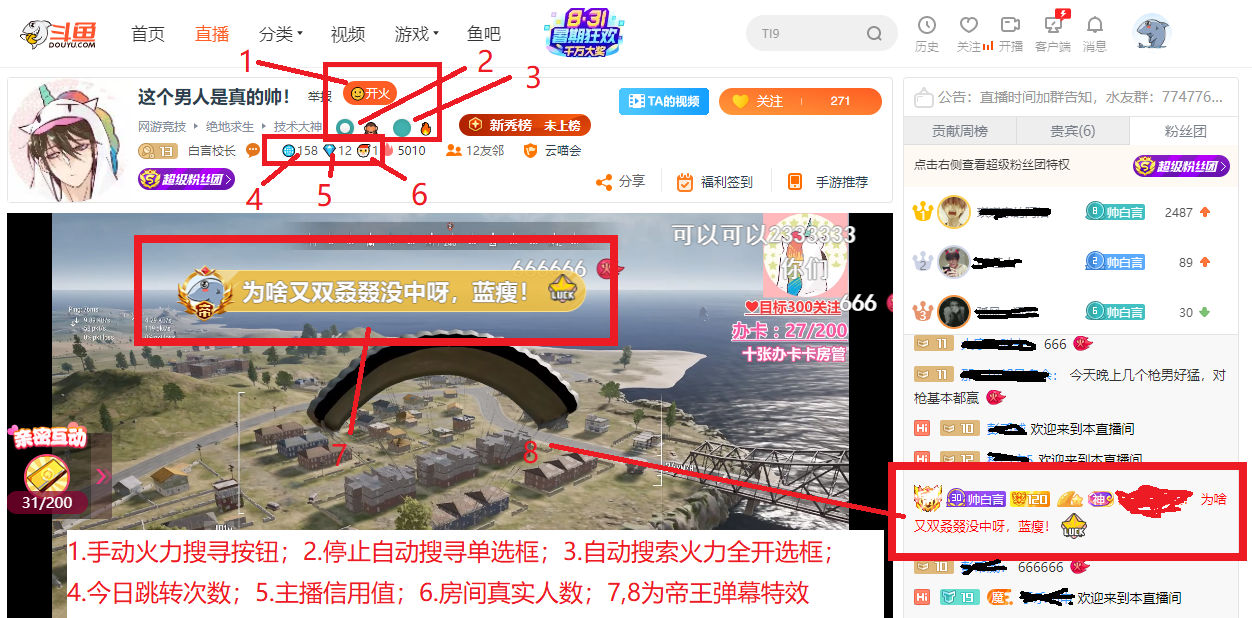 斗鱼
DOUYU.COM
首页
直播
分类
视频
游戏
鱼吧
8·31
暑期狂欢
千万大奖
TI9
历史
关注
开播
客户端
消息
1
2
3
这个男人是真的帅！
举报
开火
TA的视频
关注
271
网游竞技
绝地求生
技术大神
新秀榜
未上榜
13
白言校长
158
12
1
5010
12友邻
云喵会
超级粉丝团
4
5
6
分享
福利签到
手游推荐
公告：直播时间加群告知，水友群：774776...
贡献周榜
贵宾(6)
粉丝团
点击右侧查看超级粉丝团特权
超级粉丝团
1
8 帅白言
2487
2
2 帅白言
89
3
6 帅白言
30
可以可以2333333
666666
火
你们
帝
为啥又双叒叕没中呀，蓝瘦！
LUCK
目标300关注
666
办卡：27/200
十张办卡卡房管
亲密互动
31/200
7
8
11
666
火
11
今天晚上几个枪男好猛，对
枪基本都赢
火
Hi
10
欢迎来到本直播间
Hi
12
欢迎来到本直播间
30 帅白言
120
神
为啥
又双叒叕没中呀，蓝瘦！
LUCK
10
666666
火
Hi
19
魔
欢迎来到本直播间
1.手动火力搜寻按钮；2.停止自动搜寻单选框；3.自动搜索火力全开选框；
4.今日跳转次数；5.主播信用值；6.房间真实人数；7,8为帝王弹幕特效